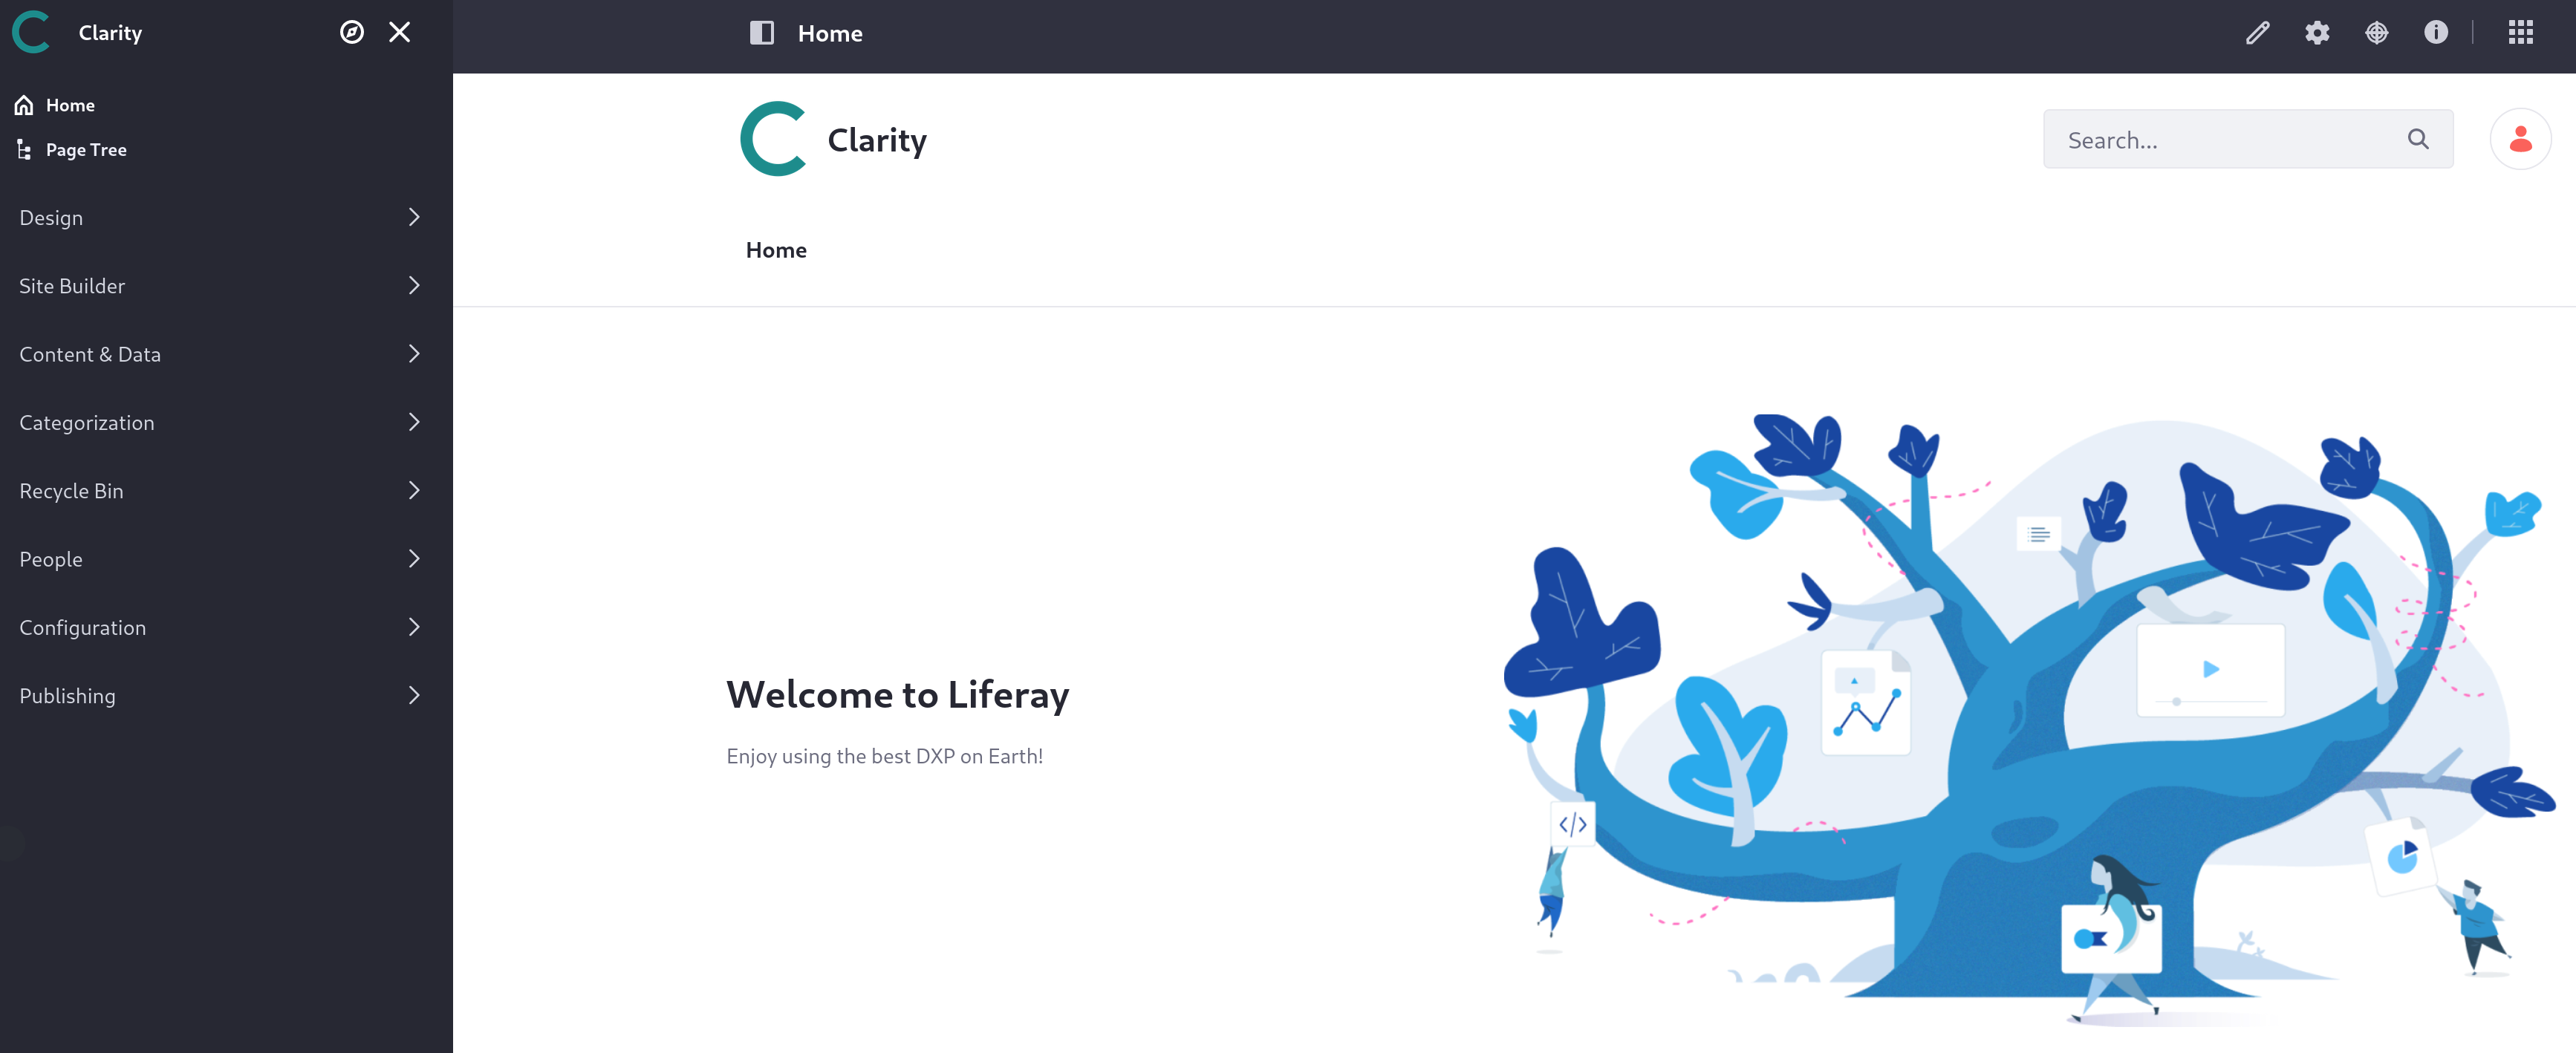 Clarity
Home
Page Tree
Design
Site Builder
Content & Data
Categorization
Recycle Bin
People
Configuration
Publishing
Home
Clarity
Search...
Home
Welcome to Liferay
Enjoy using the best DXP on Earth!